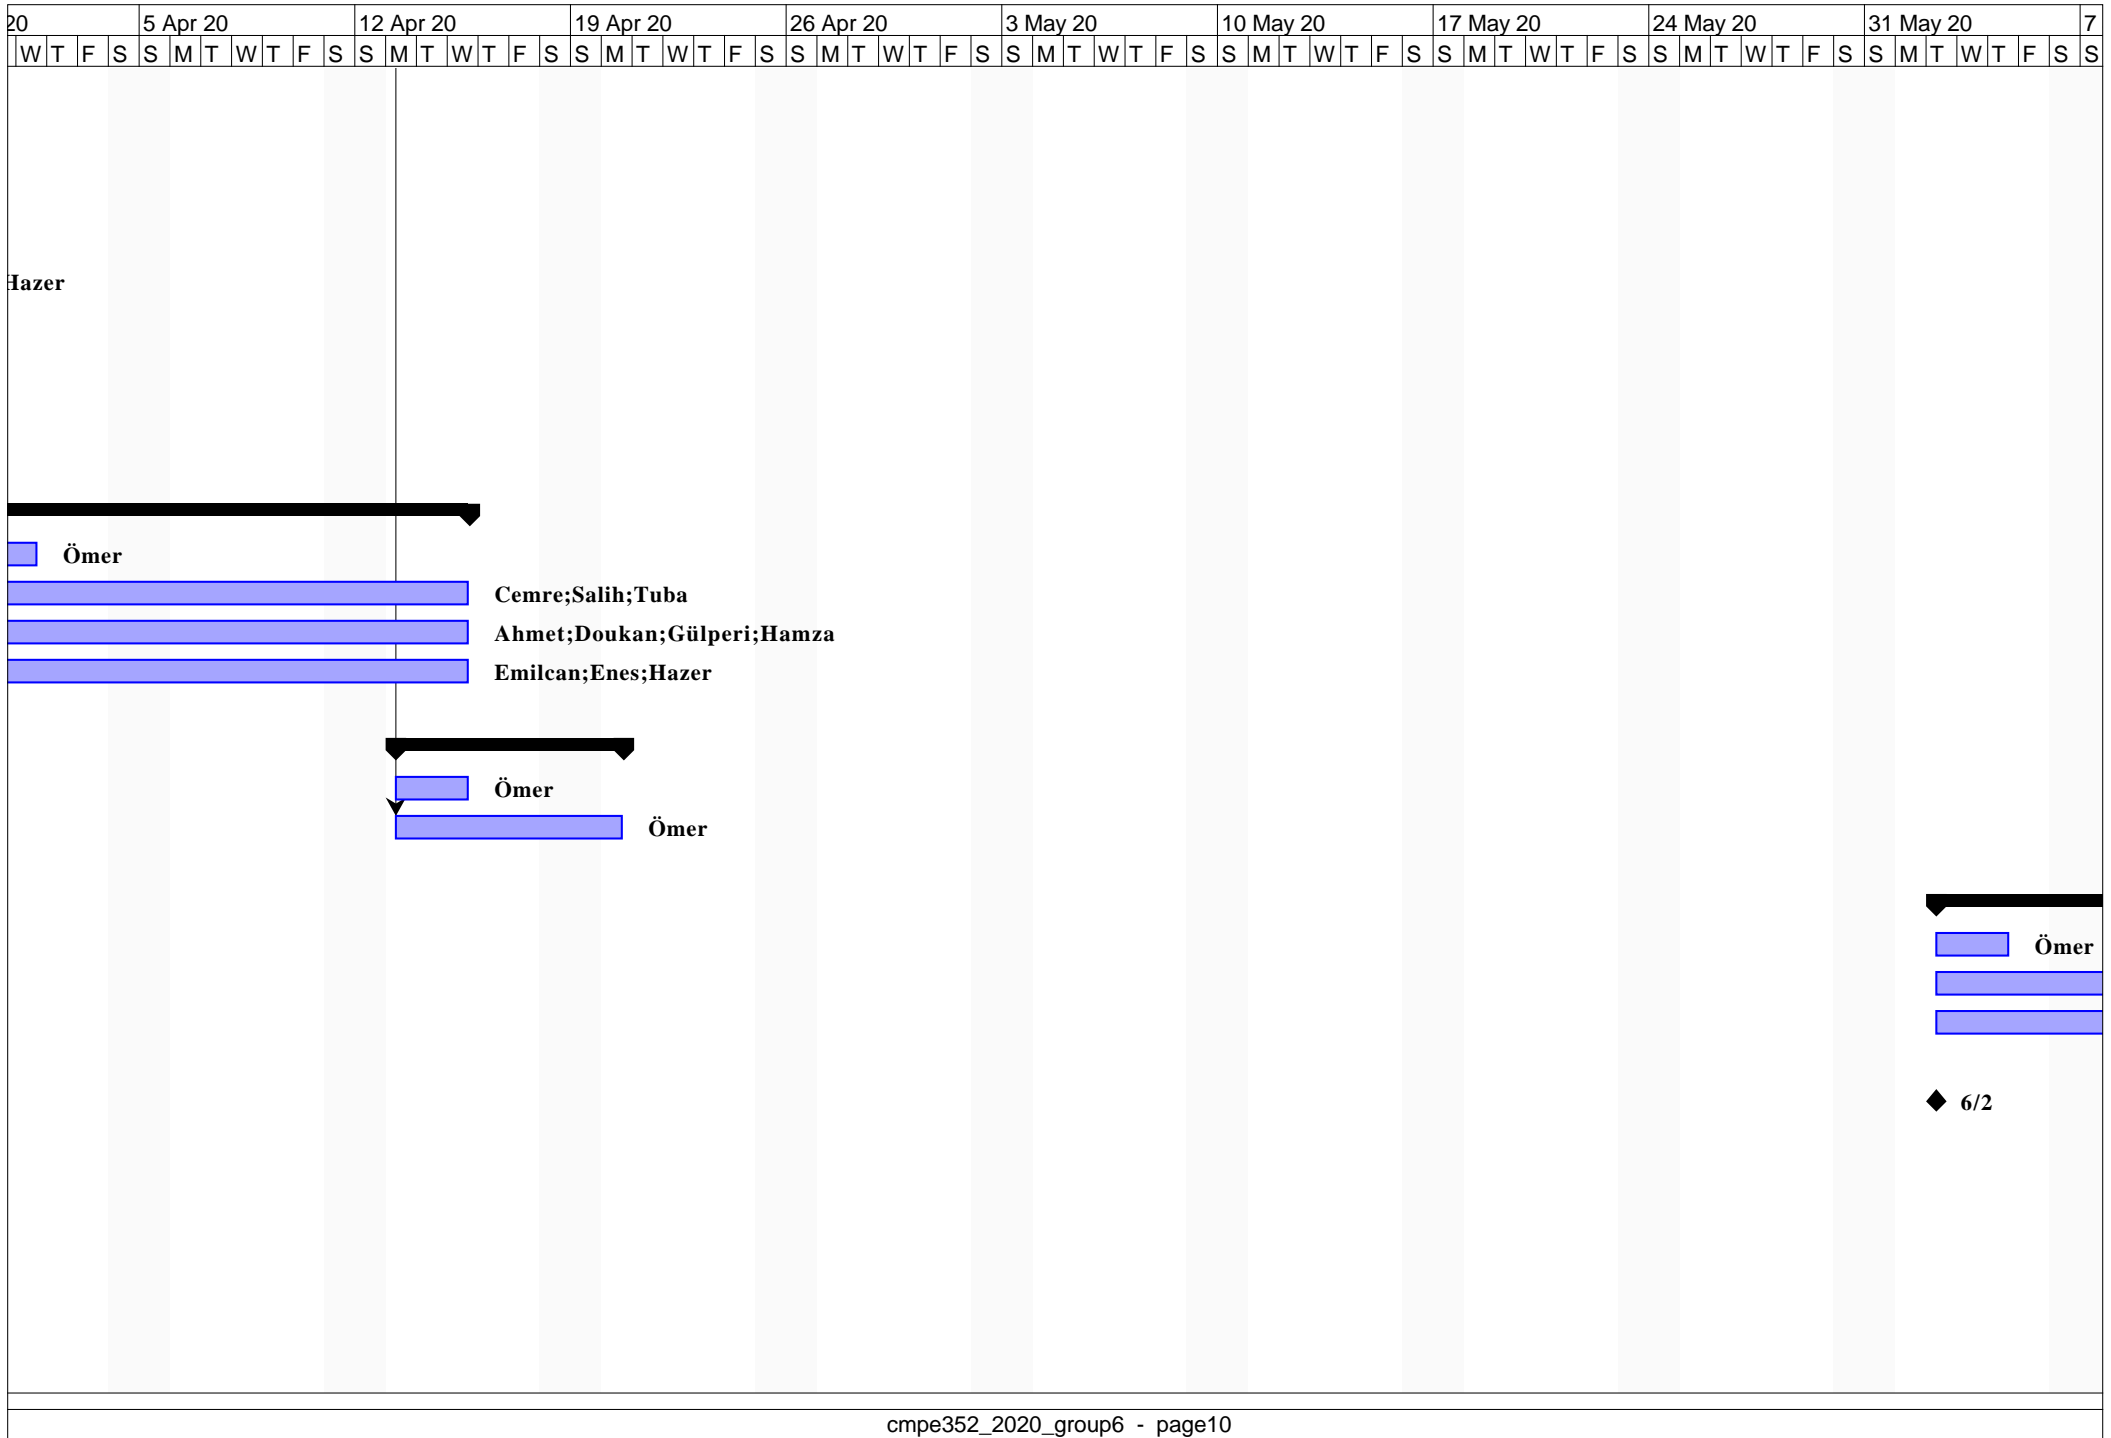 20 5 Apr 20 12 Apr 20 19 Apr 20 26 Apr 20 3 May 20 10 May 20 17 May 20 24 May 20 31 May 20 7
W T F S S M T W T F S S M T W T F S S M T W T F S S M T W T F S S M T W T F S S M T W T F S S M T W T F S S M T W T F S S M T W T F S S
Hazer
Ömer
Cemre;Salih;Tuba
Ahmet;Doukan;Gülperi;Hamza
Emilcan;Enes;Hazer
Ömer
Ömer
Ömer
6/2
cmpe352_2020_group6 - page10